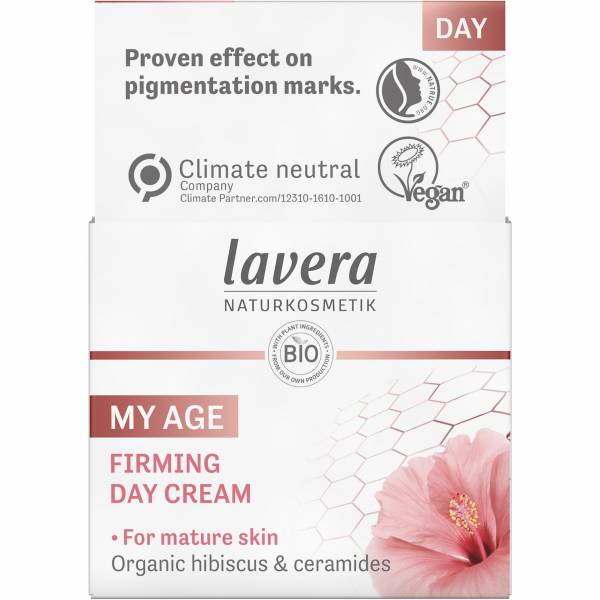 DAY
Proven effect on
pigmentation marks.
WWW.NATRUE.ORG
Climate neutral
Company
Climate Partner.com/12310-1610-1001
Vegan®
lavera
NATURKOSMETIK
• WITH PLANT INGREDIENTS •
BIO
FROM OUR OWN PRODUCTION
MY AGE
FIRMING
DAY CREAM
• For mature skin
Organic hibiscus & ceramides